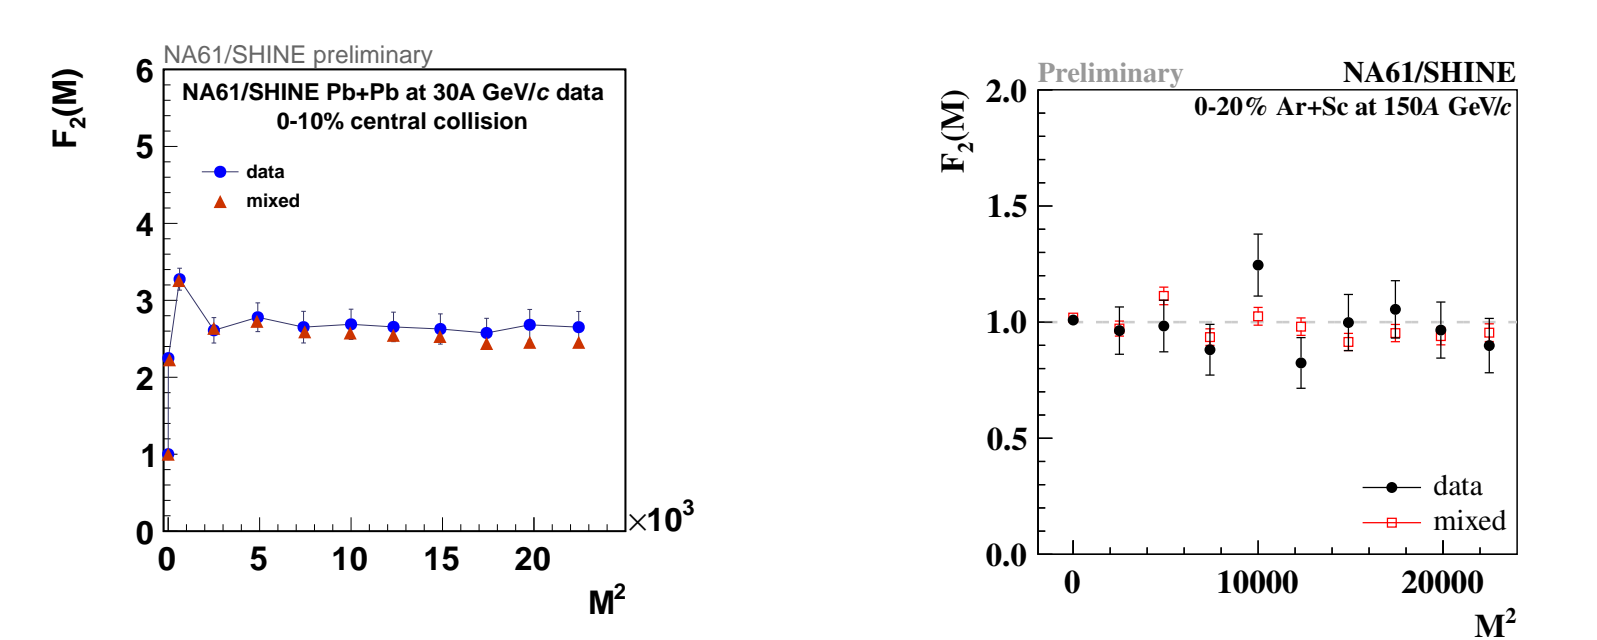 NA61/SHINE preliminary
F2(M)
6
5
4
3
2
1
0
NA61/SHINE Pb+Pb at 30A GeV/c data
0-10% central collision
data
mixed
0 5 10 15 20
×10³
M²
Preliminary NA61/SHINE
F2(M)
2.0
1.5
1.0
0.5
0.0
0-20% Ar+Sc at 150A GeV/c
data
mixed
0 10000 20000
M²